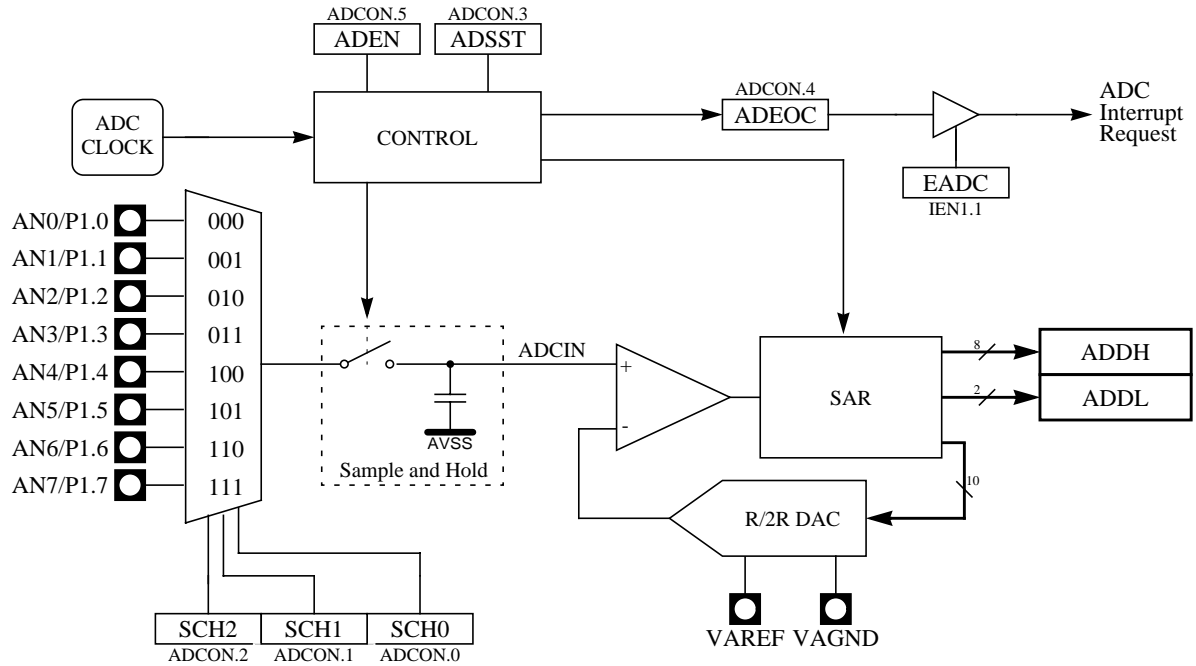 ADCON.5
ADEN
ADCON.3
ADSST
ADCON.4
ADEOC
ADC
Interrupt
Request
ADC
CLOCK
CONTROL
EADC
IEN1.1
AN0/P1.0
000
AN1/P1.1
001
AN2/P1.2
010
AN3/P1.3
011
AN4/P1.4
100
AN5/P1.5
101
AN6/P1.6
110
AN7/P1.7
111
ADCIN
AVSS
Sample and Hold
+
-
SAR
8
ADDH
2
ADDL
10
R/2R DAC
VAREF
VAGND
SCH2
SCH1
SCH0
ADCON.2
ADCON.1
ADCON.0